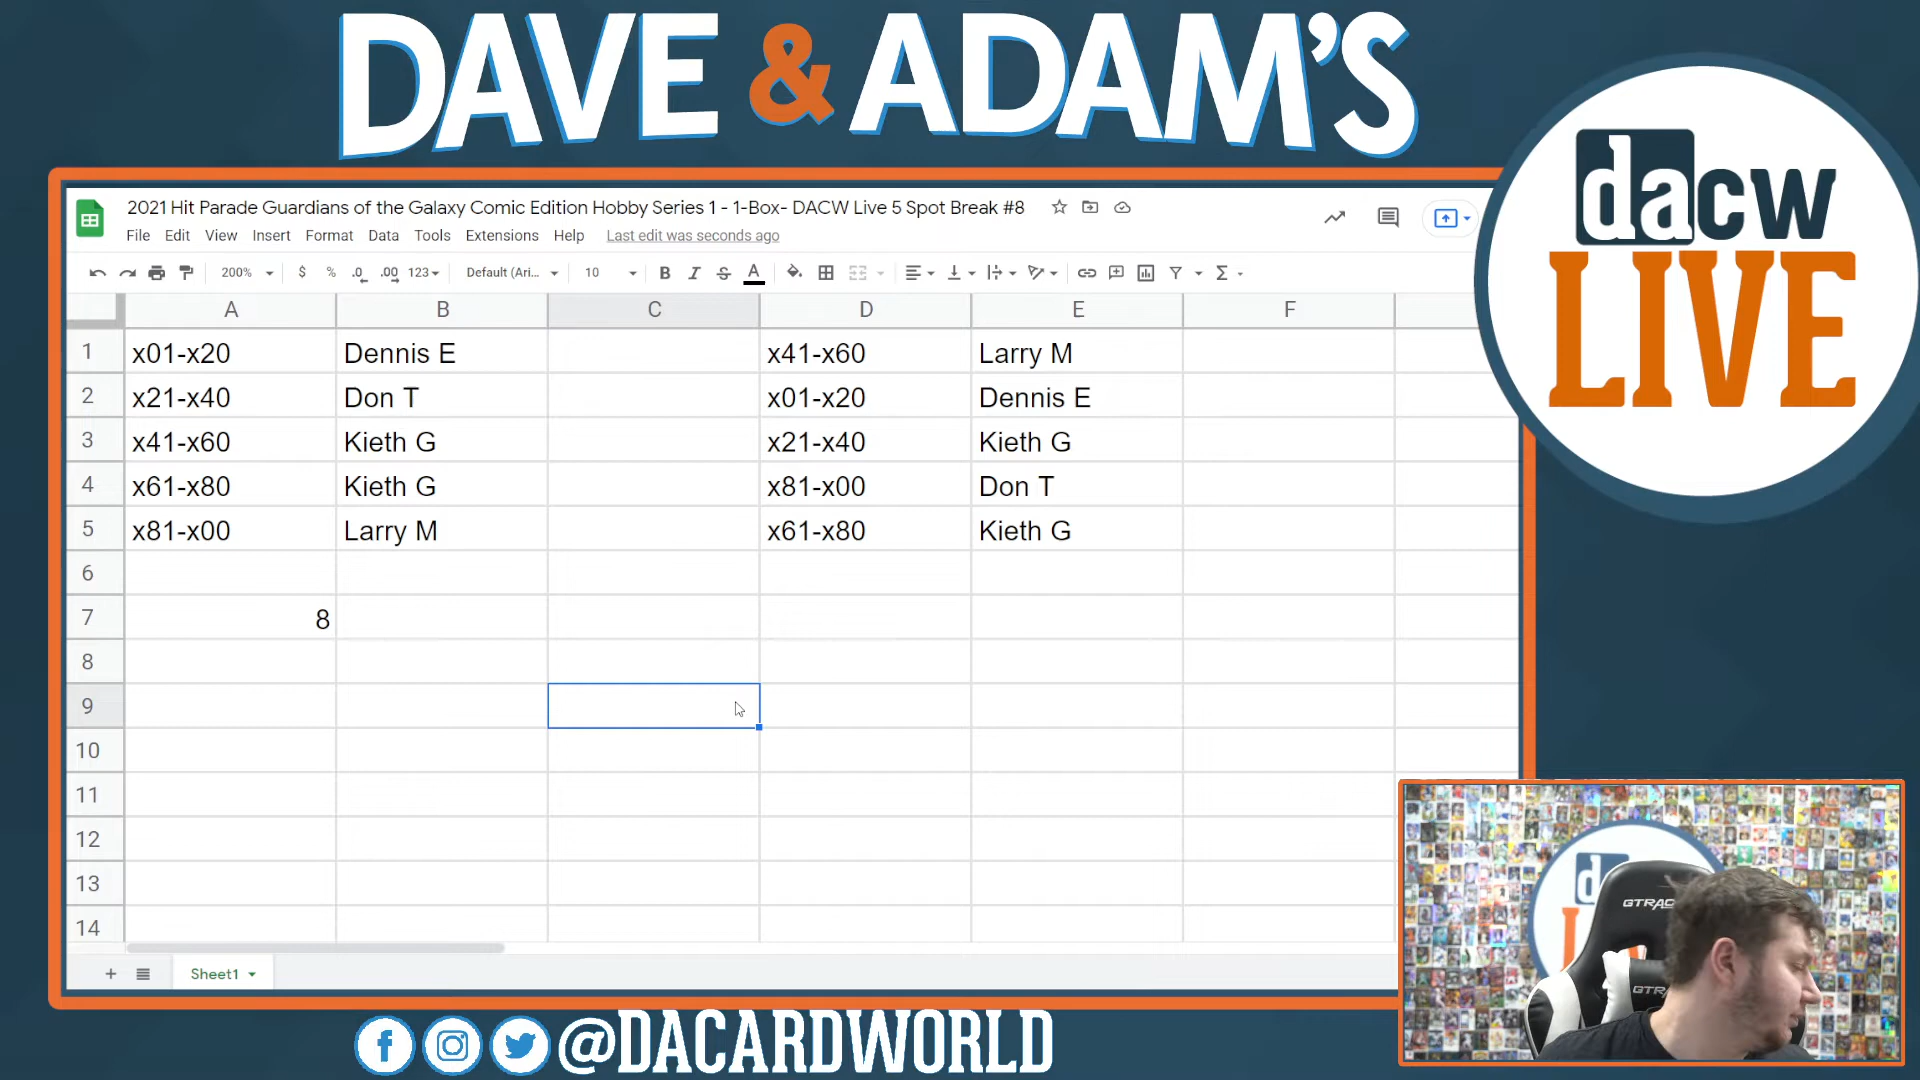 DAVE & ADAM'S
dacw
LIVE
2021 Hit Parade Guardians of the Galaxy Comic Edition Hobby Series 1 - 1-Box- DACW Live 5 Spot Break #8
File Edit View Insert Format Data Tools Extensions Help Last edit was seconds ago
200% $ % .0 .00 123 Default (Ari... 10 B I S A Σ
A B C D E F
1 x01-x20 Dennis E x41-x60 Larry M
2 x21-x40 Don T x01-x20 Dennis E
3 x41-x60 Kieth G x21-x40 Kieth G
4 x61-x80 Kieth G x81-x00 Don T
5 x81-x00 Larry M x61-x80 Kieth G
6
7 8
8
9
10
11
12
13
14
+ Sheet1
GTRAC
GTR
@DACARDWORLD